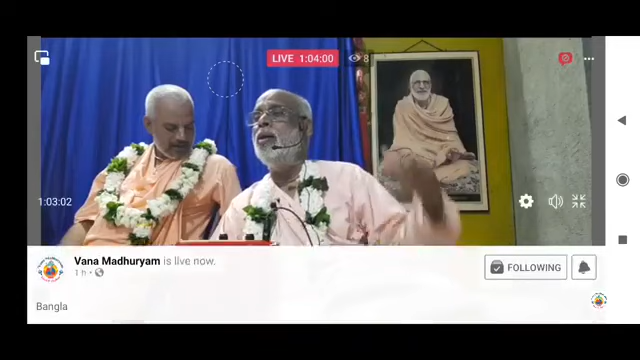 LIVE 1:04:00 8
1:03:02
Vana Madhuryam is live now.
1 h ·
FOLLOWING
Bangla